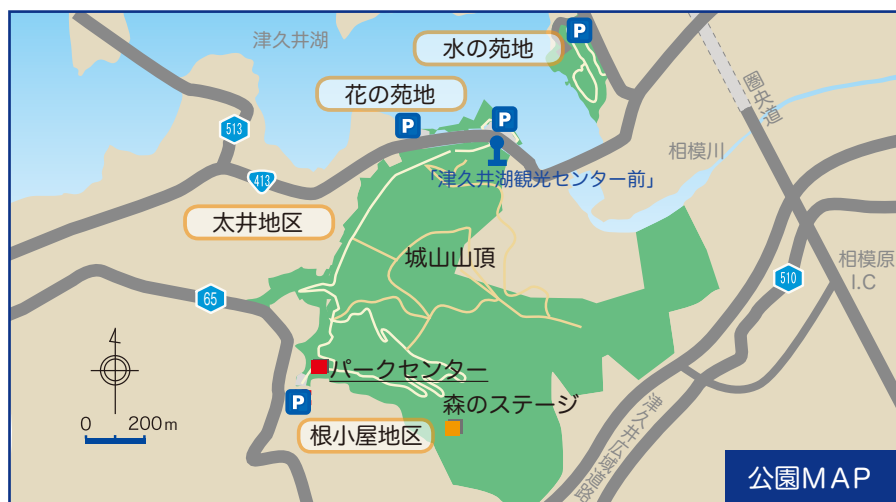 津久井湖
水の苑地
P
花の苑地
P
P
圏央道
513
相模川
413
「津久井湖観光センター前」
太井地区
城山山頂
相模原
I.C
510
65
パークセンター
P
森のステージ
根小屋地区
津久井広域道路
0 200m
公園MAP